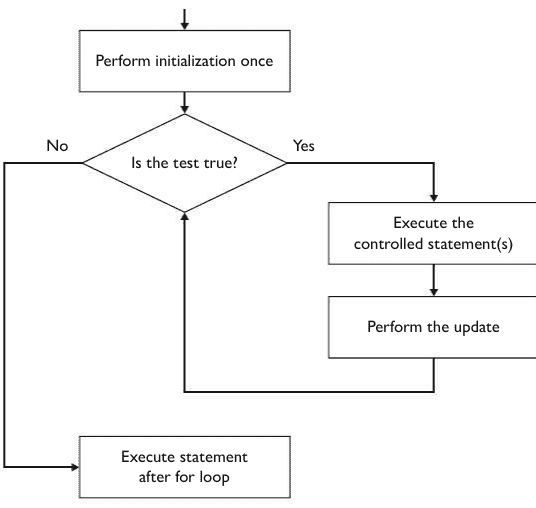 Perform initialization once
No
Yes
Is the test true?
Execute the
controlled statement(s)
Perform the update
Execute statement
after for loop